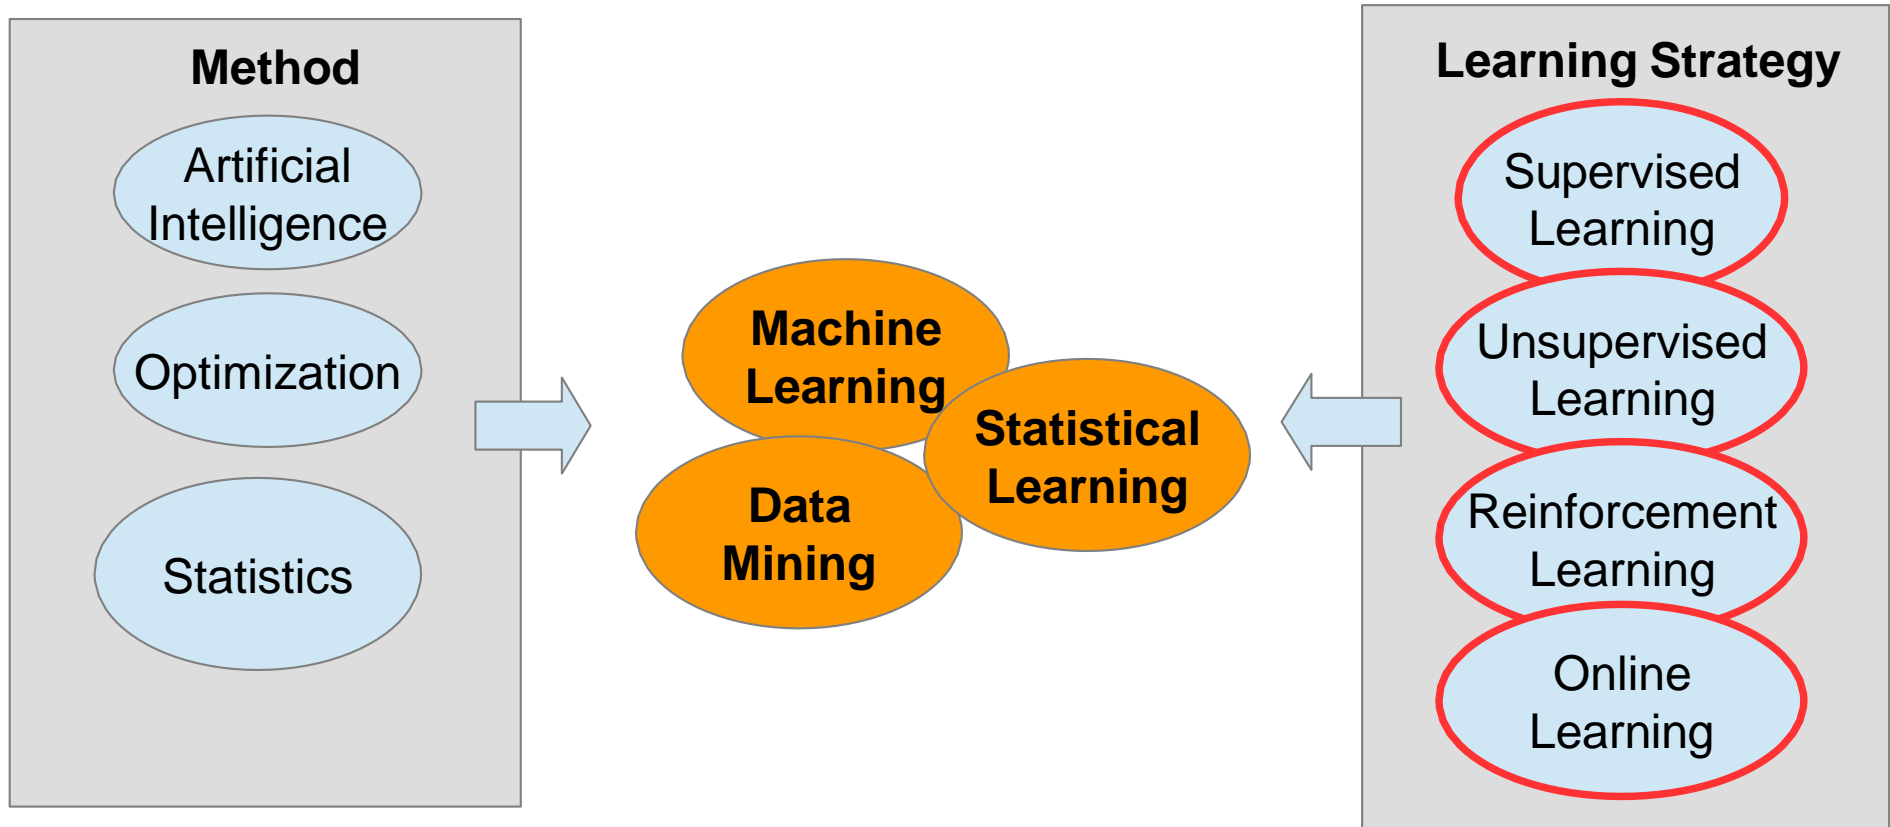 Method
Artificial
Intelligence
Optimization
Statistics
Machine
Learning
Statistical
Learning
Data
Mining
Learning Strategy
Supervised
Learning
Unsupervised
Learning
Reinforcement
Learning
Online
Learning